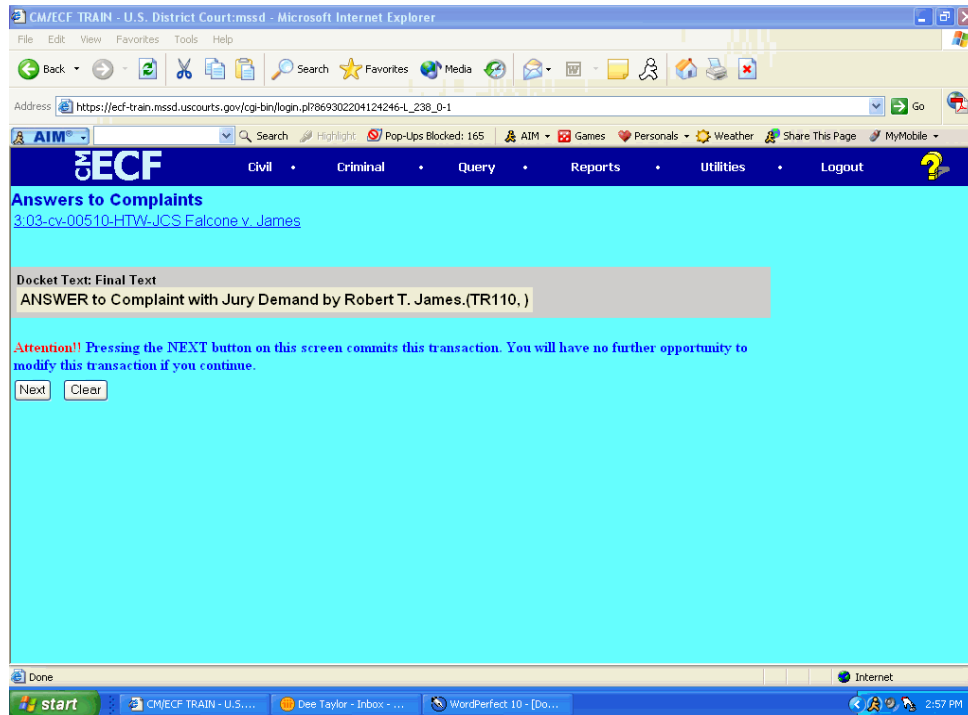 CM/ECF TRAIN - U.S. District Court:mssd - Microsoft Internet Explorer
File Edit View Favorites Tools Help
Back Search Favorites Media
Address https://ecf-train.mssd.uscourts.gov/cgi-bin/login.pl?869302204124246-L_238_0-1 Go
AIM® Search Highlight Pop-Ups Blocked: 165 AIM Games Personals Weather Share This Page MyMobile
CM ECF Civil • Criminal • Query • Reports • Utilities • Logout ?
Answers to Complaints
3:03-cv-00510-HTW-JCS Falcone v. James
Docket Text: Final Text
ANSWER to Complaint with Jury Demand by Robert T. James.(TR110, )
Attention!! Pressing the NEXT button on this screen commits this transaction. You will have no further opportunity to
modify this transaction if you continue.
Next Clear
Done Internet
start CM/ECF TRAIN - U.S.... Dee Taylor - Inbox - ... WordPerfect 10 - [Do... 2:57 PM